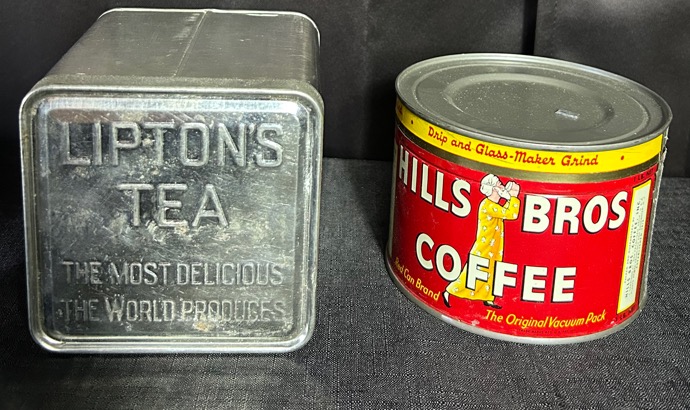 LIPTON'S
TEA
THE MOST DELICIOUS
THE WORLD PRODUCES
Drip and Glass-Maker Grind
HILLS BROS
COFFEE
Red Can Brand
The Original Vacuum Pack